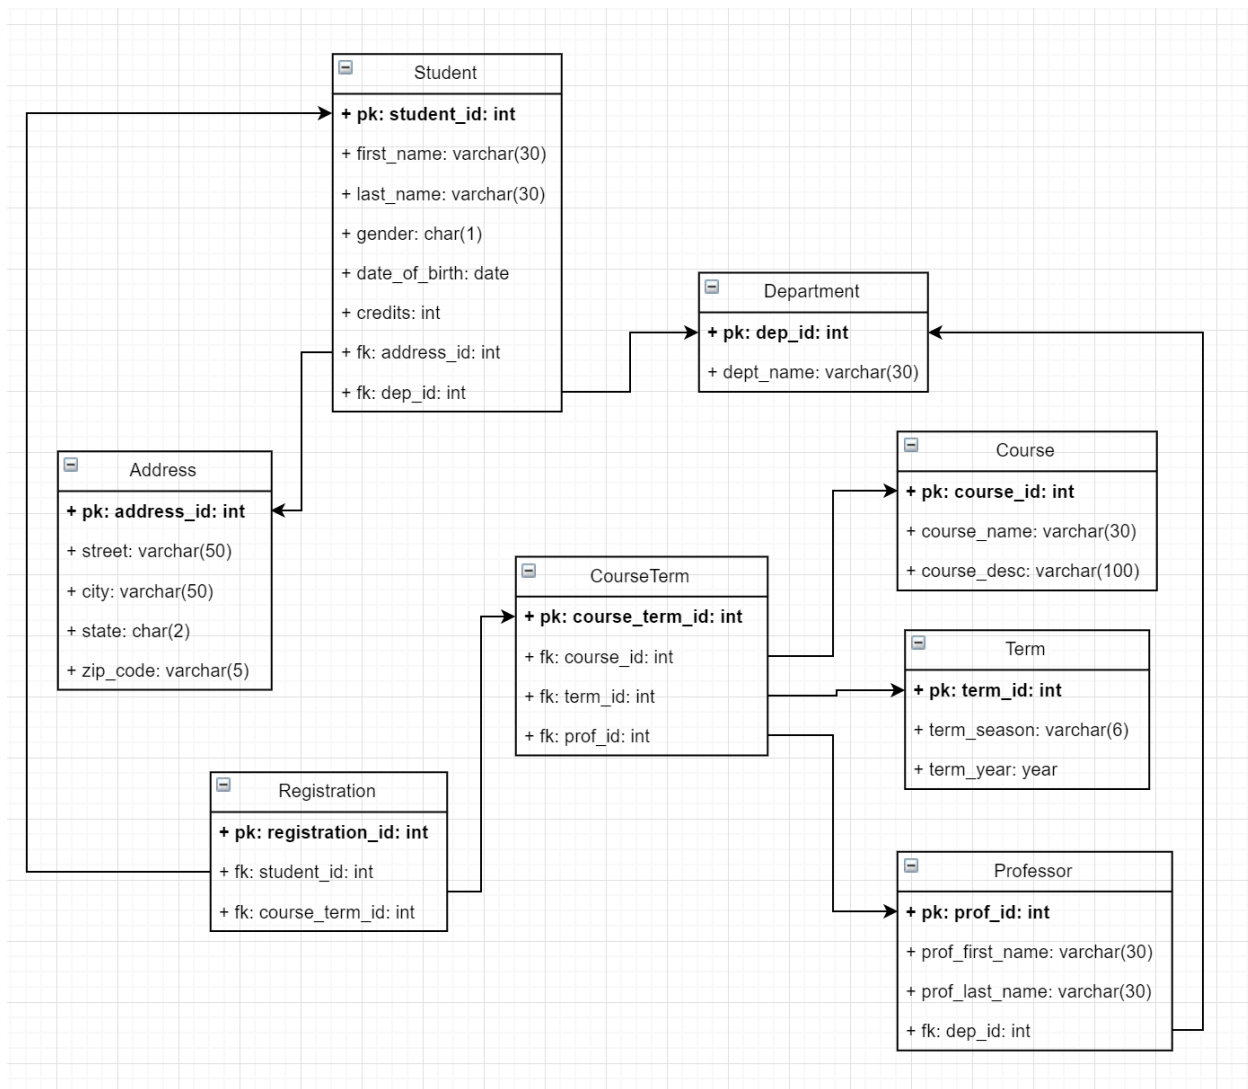 Student
+ pk: student_id: int
+ first_name: varchar(30)
+ last_name: varchar(30)
+ gender: char(1)
+ date_of_birth: date
+ credits: int
+ fk: address_id: int
+ fk: dep_id: int
Department
+ pk: dep_id: int
+ dept_name: varchar(30)
Address
+ pk: address_id: int
+ street: varchar(50)
+ city: varchar(50)
+ state: char(2)
+ zip_code: varchar(5)
Course
+ pk: course_id: int
+ course_name: varchar(30)
+ course_desc: varchar(100)
CourseTerm
+ pk: course_term_id: int
+ fk: course_id: int
+ fk: term_id: int
+ fk: prof_id: int
Term
+ pk: term_id: int
+ term_season: varchar(6)
+ term_year: year
Registration
+ pk: registration_id: int
+ fk: student_id: int
+ fk: course_term_id: int
Professor
+ pk: prof_id: int
+ prof_first_name: varchar(30)
+ prof_last_name: varchar(30)
+ fk: dep_id: int